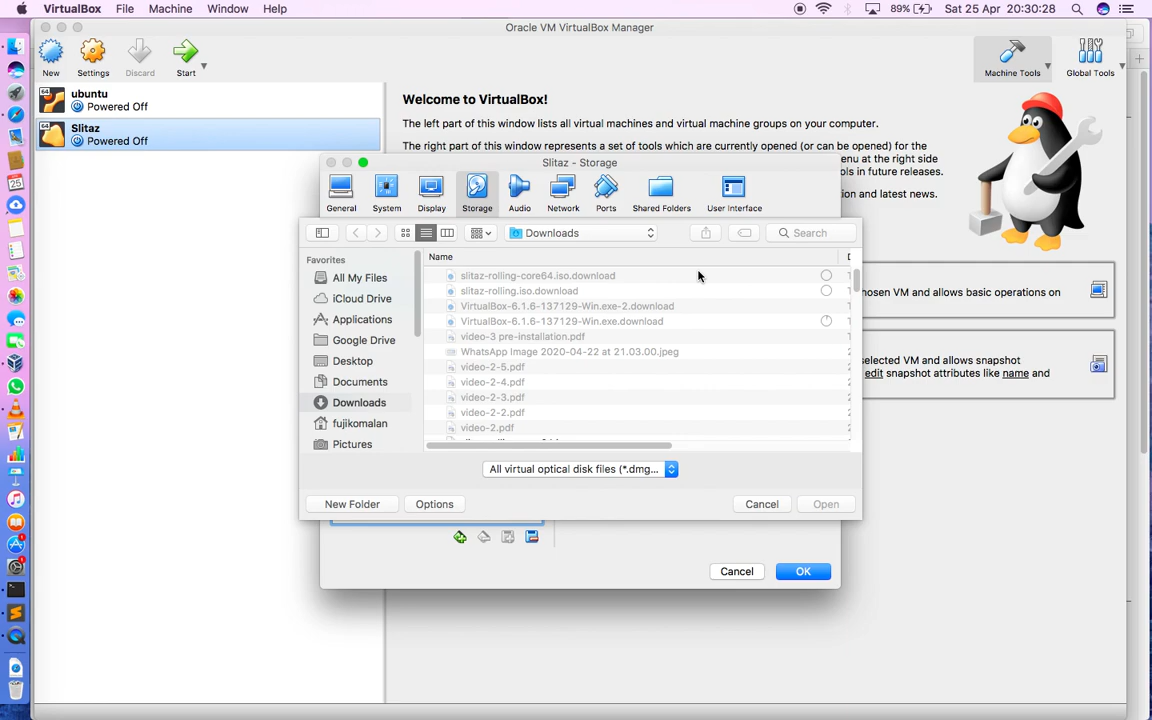 VirtualBox File Machine Window Help 89% Sat 25 Apr 20:30:28
Oracle VM VirtualBox Manager
New Settings Discard Start Machine Tools Global Tools
ubuntu
Powered Off
Slitaz
Powered Off
Welcome to VirtualBox!
The left part of this window lists all virtual machines and virtual machine groups on your computer.
The right part of this window represents a set of tools which are currently opened (or can be opened) for the
enu at the right side
ols in future releases.
ion and latest news.
Slitaz - Storage
General System Display Storage Audio Network Ports Shared Folders User Interface
Downloads
Search
Favorites
All My Files
iCloud Drive
Applications
Google Drive
Desktop
Documents
Downloads
fujikomalan
Pictures
Name
slitaz-rolling-core64.iso.download
slitaz-rolling.iso.download
VirtualBox-6.1.6-137129-Win.exe-2.download
VirtualBox-6.1.6-137129-Win.exe.download
video-3 pre-installation.pdf
WhatsApp Image 2020-04-22 at 21.03.00.jpeg
video-2-5.pdf
video-2-4.pdf
video-2-3.pdf
video-2-2.pdf
video-2.pdf
All virtual optical disk files (*.dmg...
New Folder Options Cancel Open
Cancel OK
hosen VM and allows basic operations on
selected VM and allows snapshot
edit snapshot attributes like name and